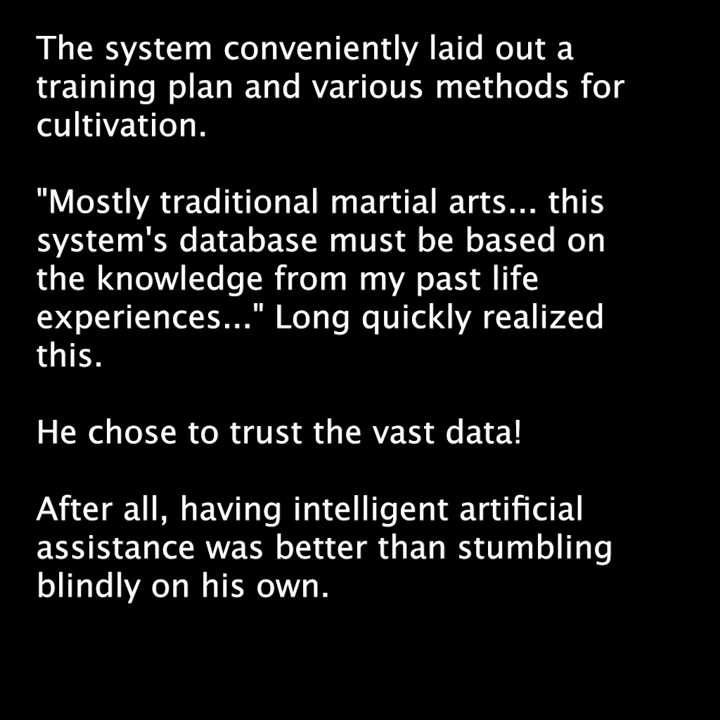 The system conveniently laid out a
training plan and various methods for
cultivation.
"Mostly traditional martial arts... this
system's database must be based on
the knowledge from my past life
experiences..." Long quickly realized
this.
He chose to trust the vast data!
After all, having intelligent artificial
assistance was better than stumbling
blindly on his own.